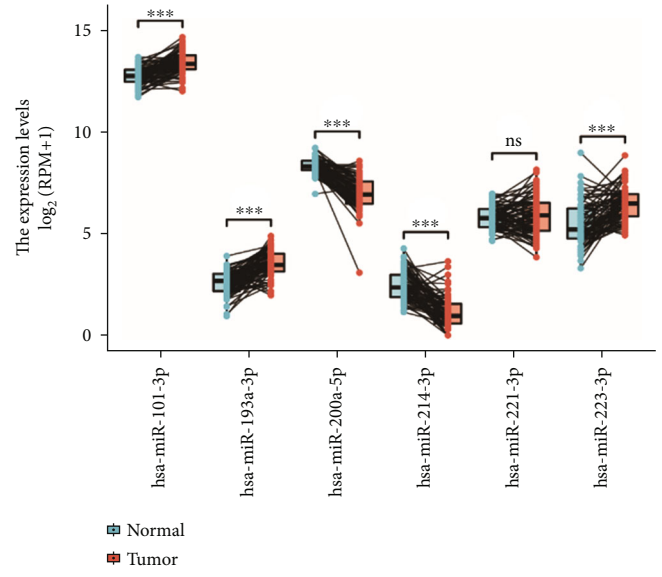 The expression levels
log₂ (RPM+1)
15
10
5
0
***
***
***
***
ns
***
hsa-miR-101-3p
hsa-miR-193a-3p
hsa-miR-200a-5p
hsa-miR-214-3p
hsa-miR-221-3p
hsa-miR-223-3p
Normal
Tumor